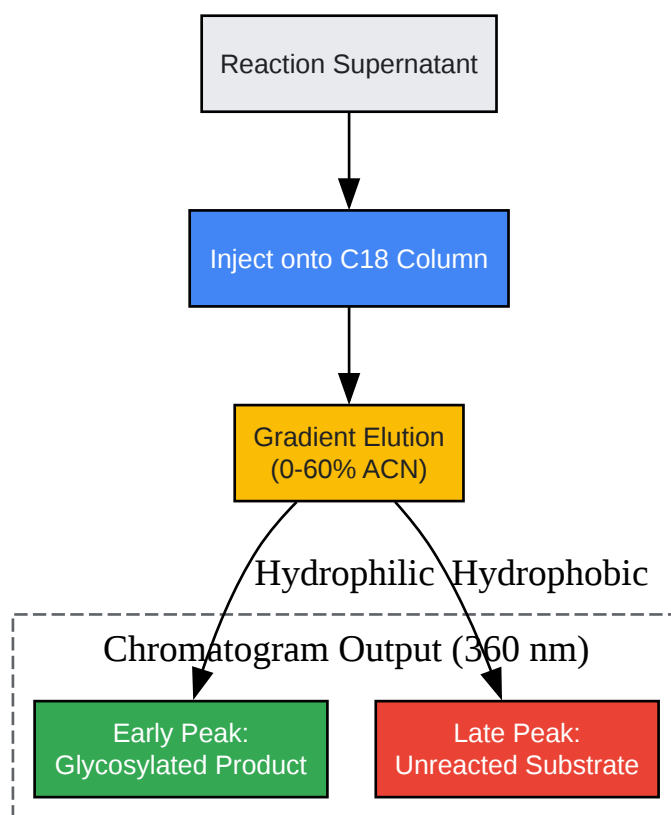 Reaction Supernatant
Inject onto C18 Column
Gradient Elution
(0-60% ACN)
Hydrophilic
Hydrophobic
Chromatogram Output (360 nm)
Early Peak:
Glycosylated Product
Late Peak:
Unreacted Substrate